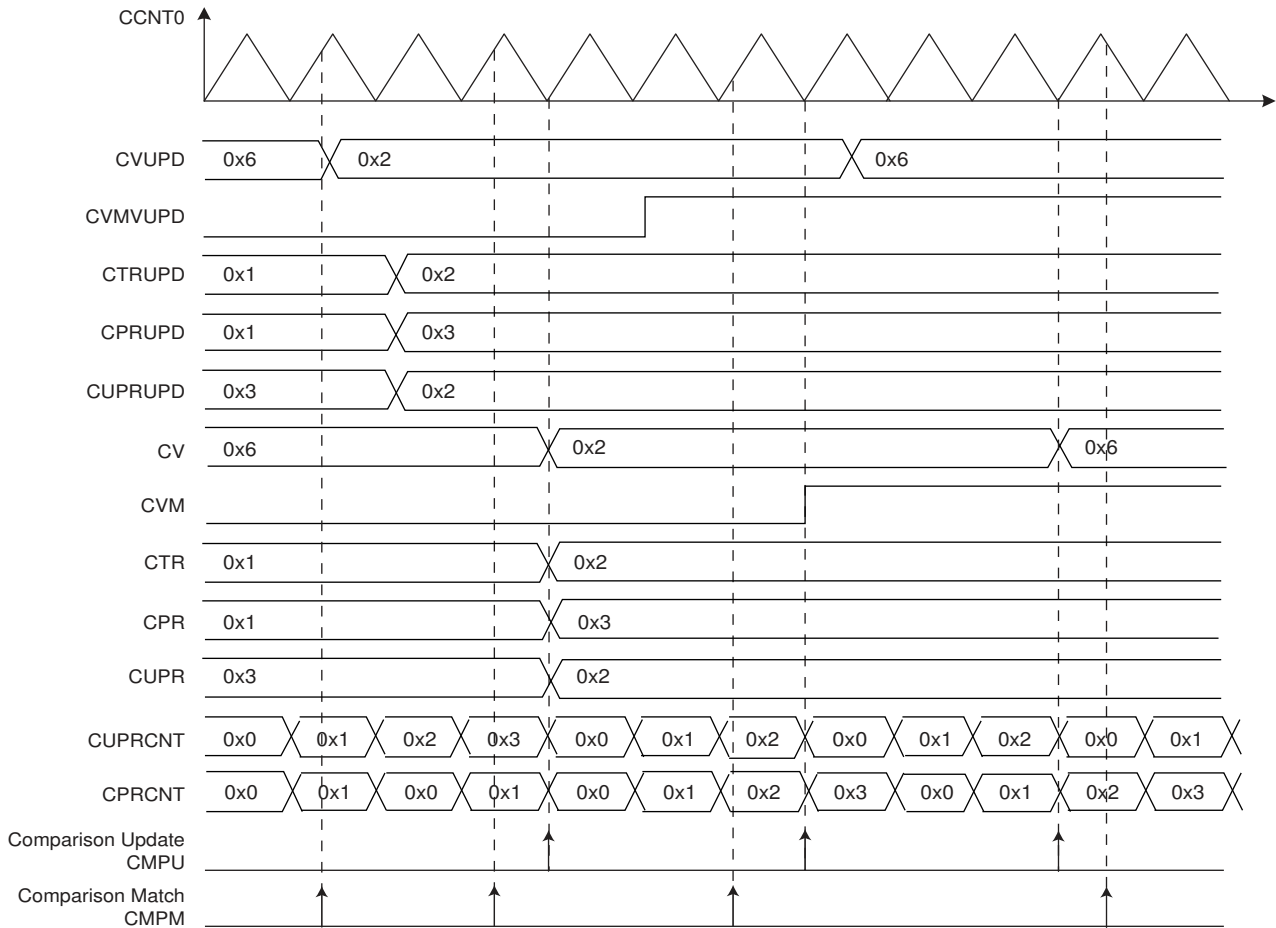 CCNT0
CVUPD 0x6 0x2 0x6
CVMVUPD
CTRUPD 0x1 0x2
CPRUPD 0x1 0x3
CUPRUPD 0x3 0x2
CV 0x6 0x2 0x6
CVM
CTR 0x1 0x2
CPR 0x1 0x3
CUPR 0x3 0x2
CUPRCNT 0x0 0x1 0x2 0x3 0x0 0x1 0x2 0x0 0x1 0x2 0x0 0x1
CPRCNT 0x0 0x1 0x0 0x1 0x0 0x1 0x2 0x3 0x0 0x1 0x2 0x3
Comparison Update
CMPU
Comparison Match
CMPM